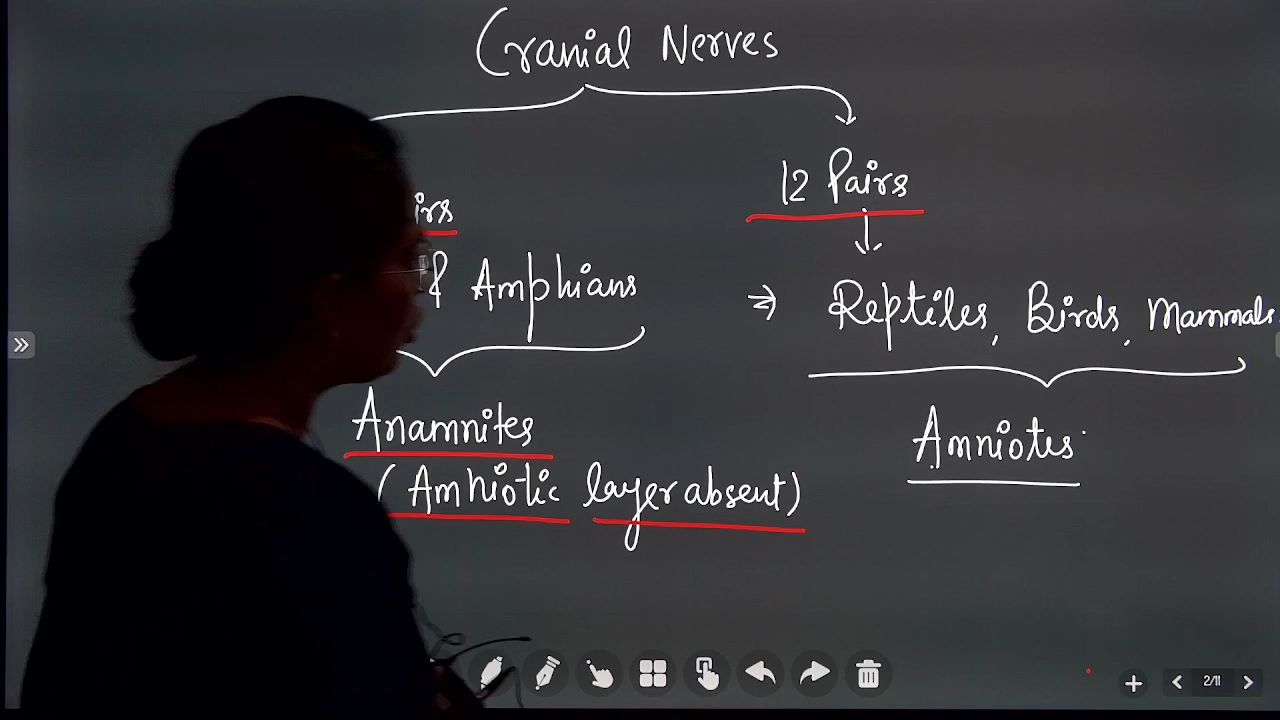 Cranial Nerves
irs
12 Pairs
& Amphians
⇒ Reptiles, Birds, Mammals
Anamnites
Amniotes
(Amniotic layer absent)
2/11